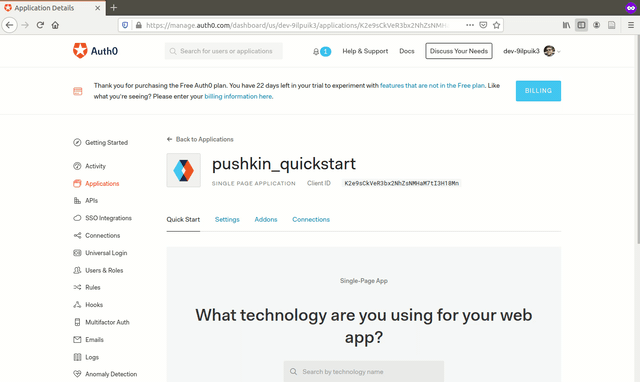 Application Details
https://manage.auth0.com/dashboard/us/dev-9ilpuik3/applications/K2e9sCkVeR3bx2NhZsNMH
Auth0
Search for users or applications
1
Help & Support
Docs
Discuss Your Needs
dev-9ilpuik3
Thank you for purchasing the Free Auth0 plan. You have 22 days left in your trial to experiment with features that are not in the Free plan. Like
what you're seeing? Please enter your billing information here.
BILLING
Getting Started
Activity
Applications
APIs
SSO Integrations
Connections
Universal Login
Users & Roles
Rules
Hooks
Multifactor Auth
Emails
Logs
Anomaly Detection
Back to Applications
pushkin_quickstart
SINGLE PAGE APPLICATION
Client ID
K2e9sCkVeR3bx2NhZsNMHaM7tI3H18Mn
Quick Start
Settings
Addons
Connections
Single-Page App
What technology are you using for your web
app?
Search by technology name